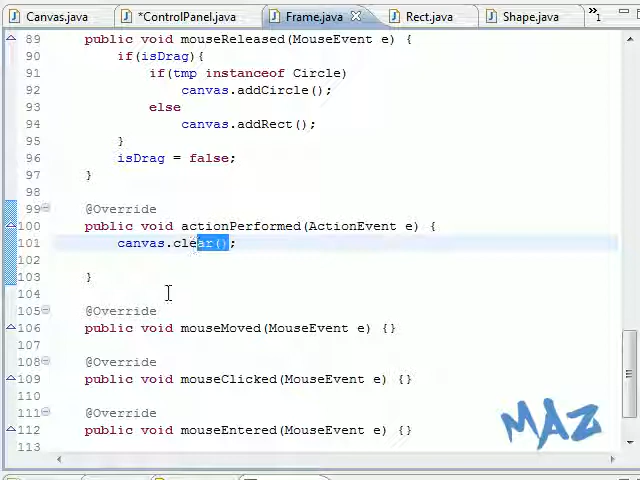 Canvas.java *ControlPanel.java Frame.java Rect.java Shape.java »1
89 public void mouseReleased(MouseEvent e) {
90 if(isDrag){
91 if(tmp instanceof Circle)
92 canvas.addCircle();
93 else
94 canvas.addRect();
95 }
96 isDrag = false;
97 }
98
99 @Override
100 public void actionPerformed(ActionEvent e) {
101 canvas.clear();
102
103 }
104
105 @Override
106 public void mouseMoved(MouseEvent e) {}
107
108 @Override
109 public void mouseClicked(MouseEvent e) {}
110
111 @Override
112 public void mouseEntered(MouseEvent e) {}
113
MAZ